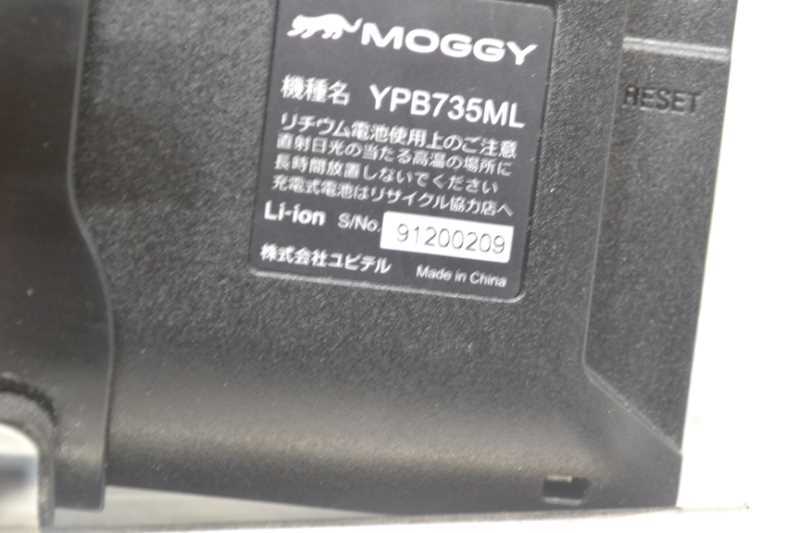 MOGGY
機種名 YPB735ML
リチウム電池使用上のご注意
直射日光の当たる高温の場所に
長時間放置しないでください
充電式電池はリサイクル協力店へ
Li-ion S/No. 91200209
株式会社ユピテル Made in China
RESET